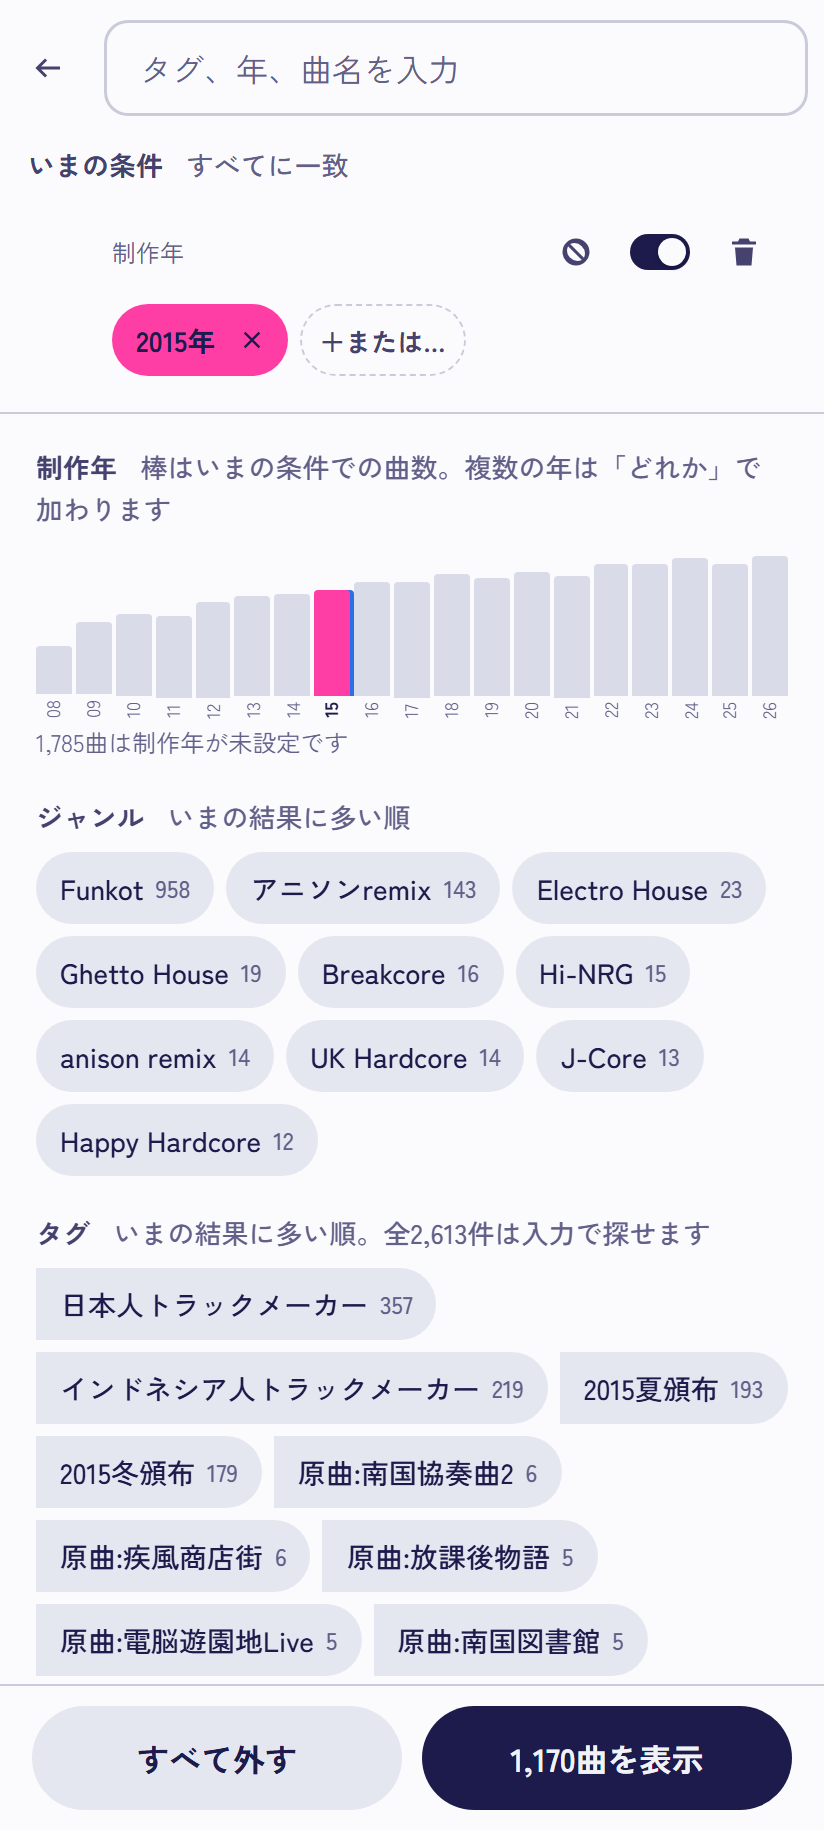 タグ、年、曲名を入力
いまの条件 すべてに一致
制作年
2015年 ×
+または…
制作年 棒はいまの条件での曲数。複数の年は「どれか」で
加わります
08 09 10 11 12 13 14 15 16 17 18 19 20 21 22 23 24 25 26
1,785曲は制作年が未設定です
ジャンル いまの結果に多い順
Funkot 958 アニソンremix 143 Electro House 23
Ghetto House 19 Breakcore 16 Hi-NRG 15
anison remix 14 UK Hardcore 14 J-Core 13
Happy Hardcore 12
タグ いまの結果に多い順。全2,613件は入力で探せます
日本人トラックメーカー 357
インドネシア人トラックメーカー 219 2015夏頒布 193
2015冬頒布 179 原曲:南国協奏曲2 6
原曲:疾風商店街 6 原曲:放課後物語 5
原曲:電脳遊園地Live 5 原曲:南国図書館 5
すべて外す 1,170曲を表示